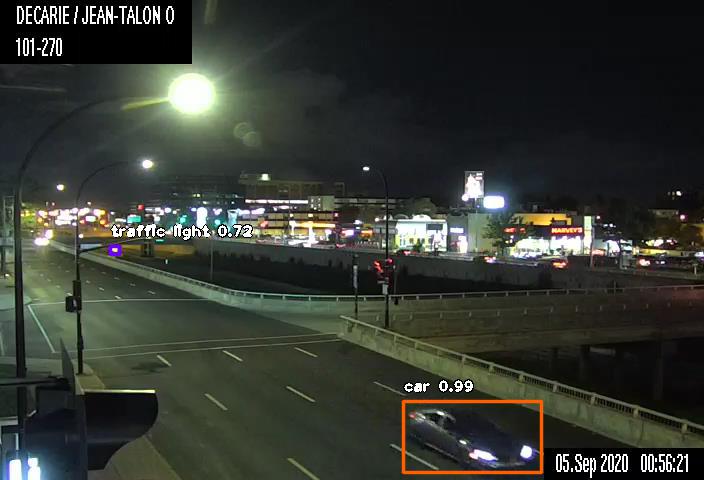 DECARIE / JEAN-TALON O
101-270
traffic light 0.72
HARVEY'S
car 0.99
05.Sep 2020 00:56:21